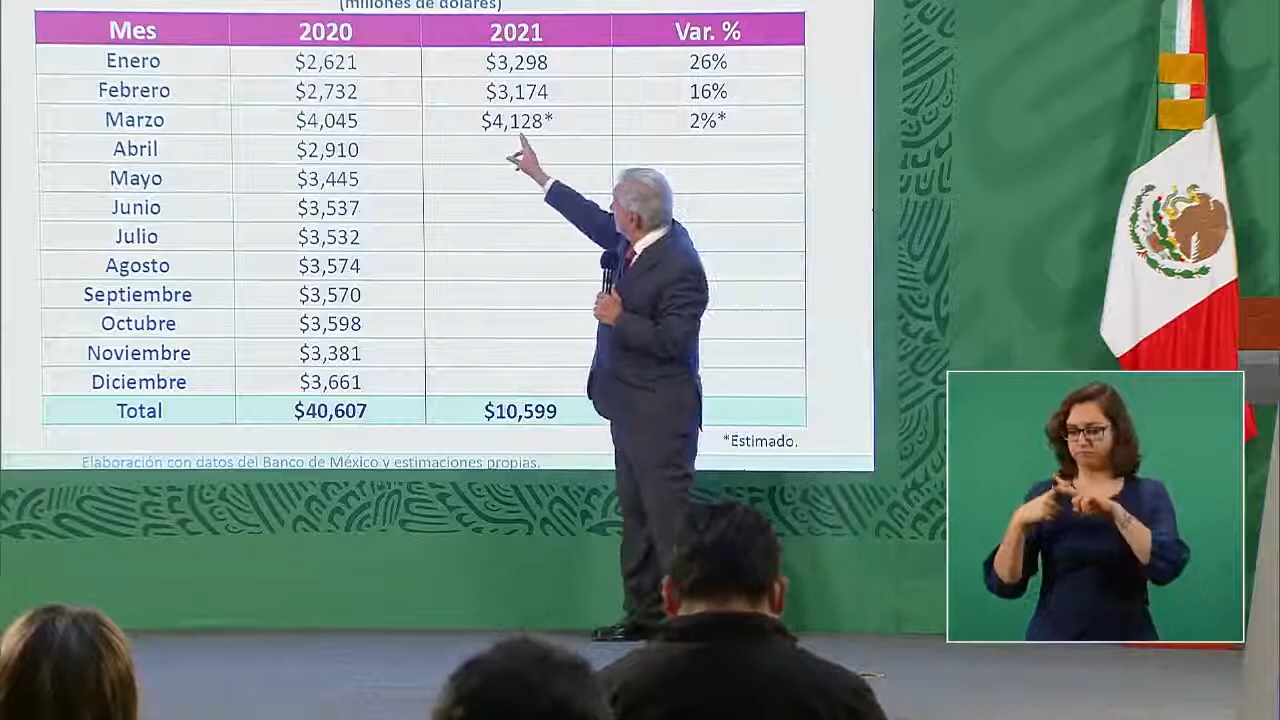 (millones de dólares)
Mes 2020 2021 Var. %
Enero $2,621 $3,298 26%
Febrero $2,732 $3,174 16%
Marzo $4,045 $4,128* 2%*
Abril $2,910
Mayo $3,445
Junio $3,537
Julio $3,532
Agosto $3,574
Septiembre $3,570
Octubre $3,598
Noviembre $3,381
Diciembre $3,661
Total $40,607 $10,599
*Estimado.
Elaboración con datos del Banco de México y estimaciones propias.